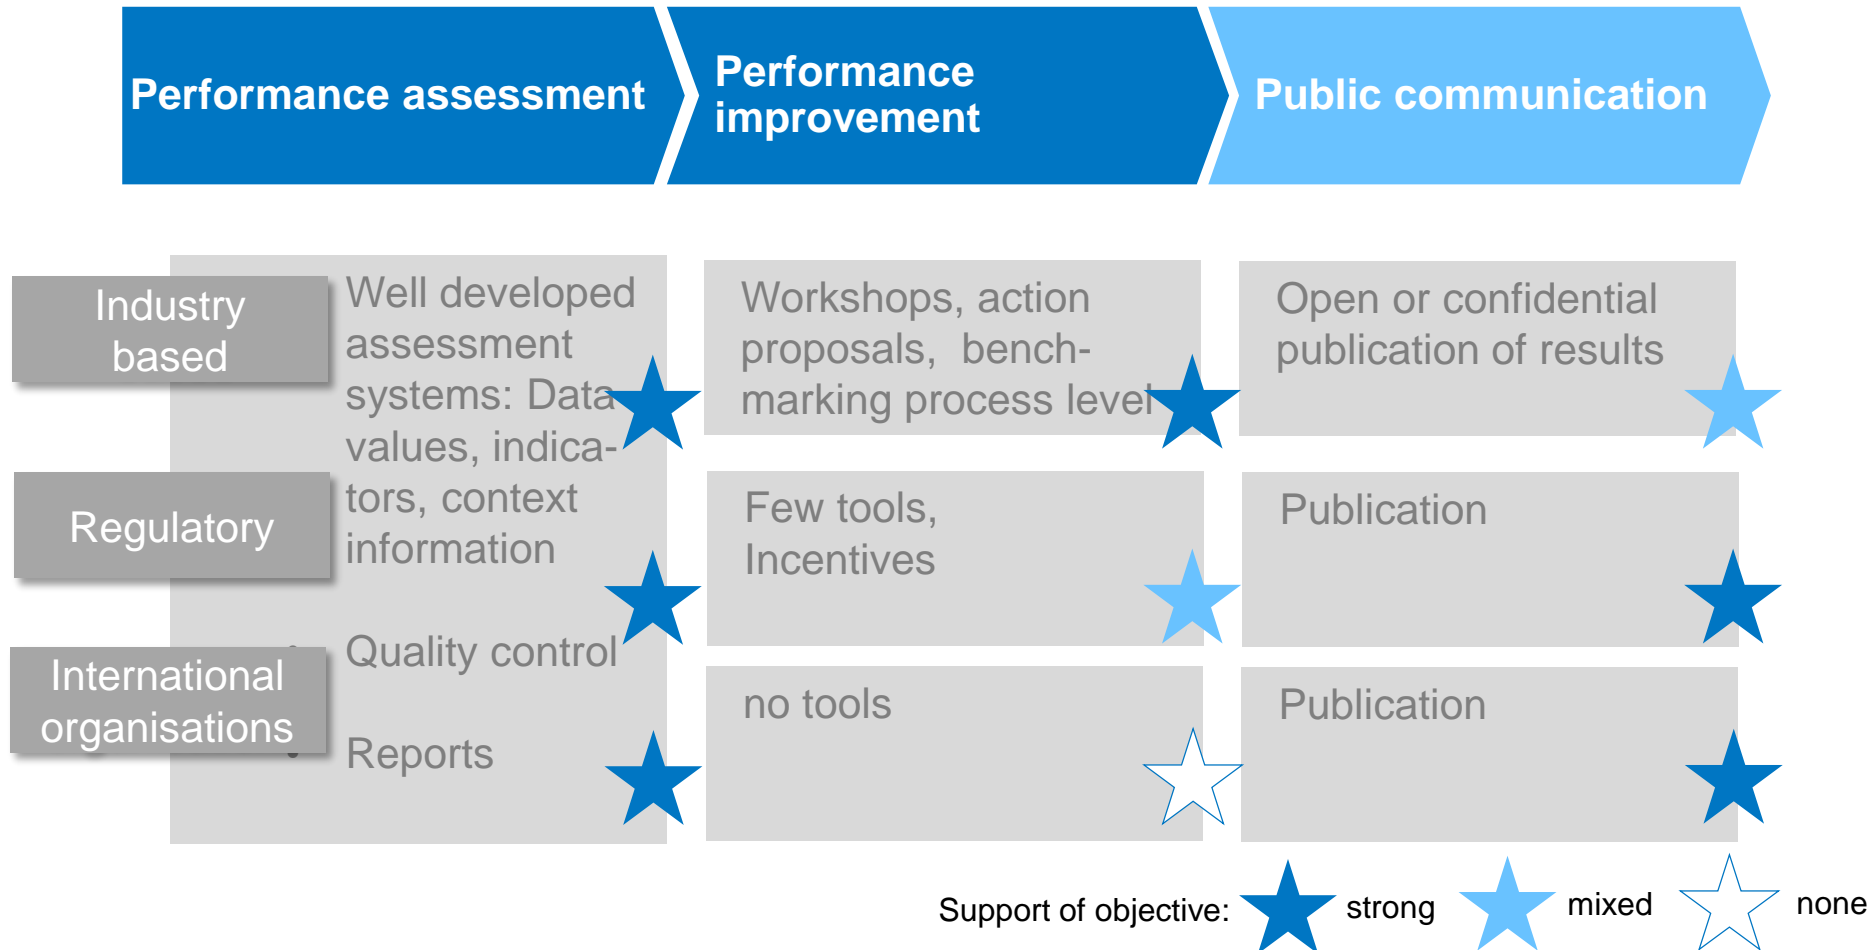 Performance assessment
Performance
improvement
Public communication
Industry
based
Well developed
assessment
systems: Data
values, indica-
tors, context
information
• Quality control
• Reports
Workshops, action
proposals,  bench-
marking process level
Open or confidential
publication of results
Regulatory
Few tools,
Incentives
Publication
International
organisations
no tools
Publication
Support of objective:
strong
mixed
none